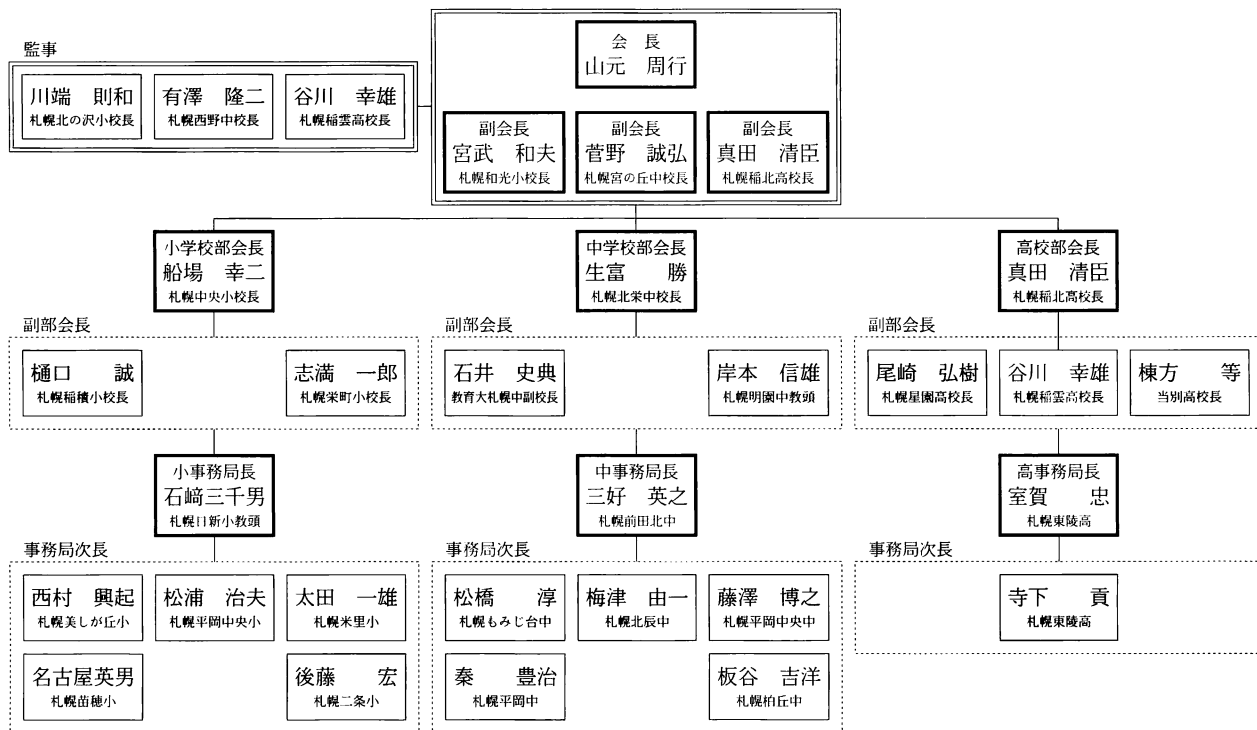 監事
川端 則和
札幌北の沢小校長
有澤 隆二
札幌西野中校長
谷川 幸雄
札幌稲雲高校長
会 長
山元 周行
副会長
宮武 和夫
札幌和光小校長
副会長
菅野 誠弘
札幌宮の丘中校長
副会長
真田 清臣
札幌稲北高校長
小学校部会長
船場 幸二
札幌中央小校長
中学校部会長
生富 勝
札幌北栄中校長
高校部会長
真田 清臣
札幌稲北高校長
副部会長
樋口 誠
札幌稲積小校長
志満 一郎
札幌栄町小校長
副部会長
石井 史典
教育大札幌中副校長
岸本 信雄
札幌明園中教頭
副部会長
尾崎 弘樹
札幌星園高校長
谷川 幸雄
札幌稲雲高校長
棟方 等
当別高校長
小事務局長
石﨑三千男
札幌日新小教頭
中事務局長
三好 英之
札幌前田北中
高事務局長
室賀 忠
札幌東陵高
事務局次長
西村 興起
札幌美しが丘小
松浦 治夫
札幌平岡中央小
太田 一雄
札幌米里小
名古屋英男
札幌苗穂小
後藤 宏
札幌二条小
事務局次長
松橋 淳
札幌もみじ台中
梅津 由一
札幌北辰中
藤澤 博之
札幌平岡中央中
秦 豊治
札幌平岡中
板谷 吉洋
札幌柏丘中
事務局次長
寺下 貢
札幌東陵高